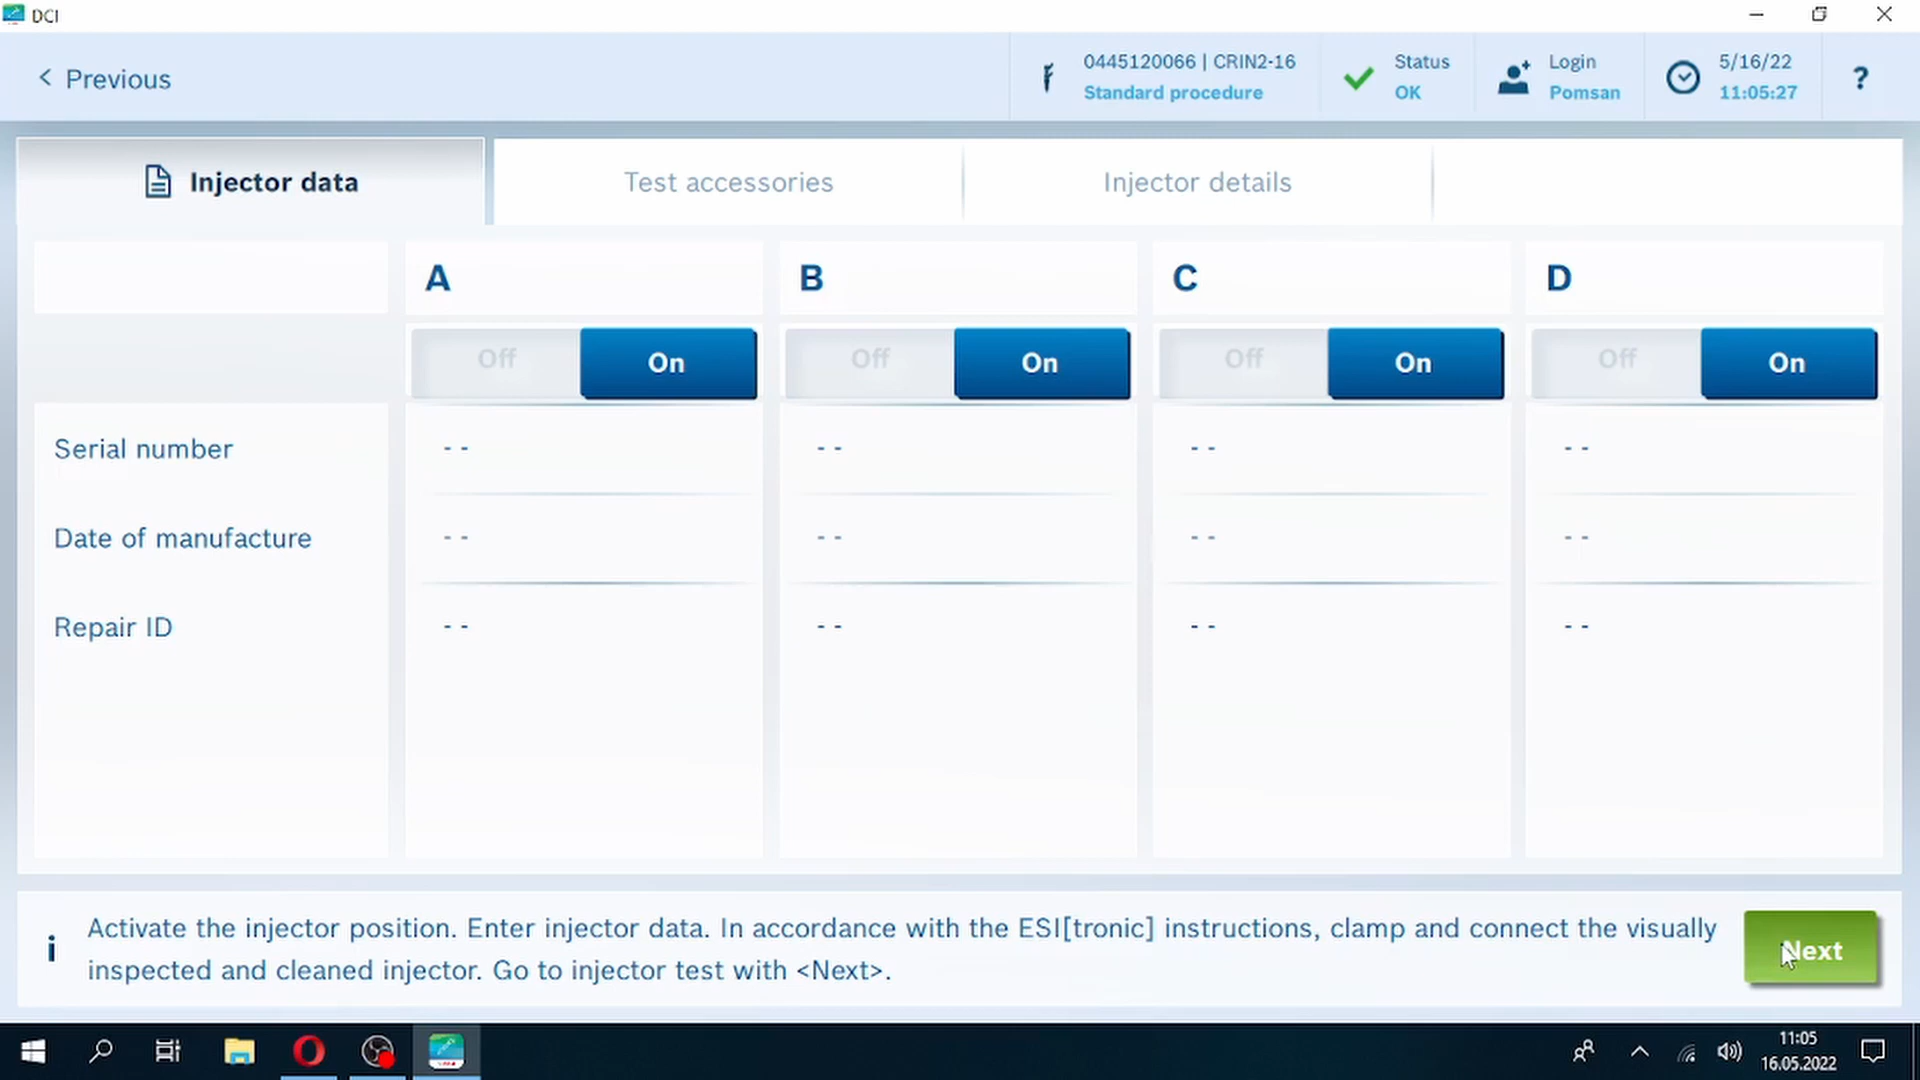 DCI
Previous
0445120066 | CRIN2-16
Standard procedure
Status
OK
Login
Pomsan
5/16/22
11:05:27
?
Injector data
Test accessories
Injector details
A
B
C
D
Off On
Off On
Off On
Off On
Serial number
- -
- -
- -
- -
Date of manufacture
- -
- -
- -
- -
Repair ID
- -
- -
- -
- -
Activate the injector position. Enter injector data. In accordance with the ESI[tronic] instructions, clamp and connect the visually
inspected and cleaned injector. Go to injector test with <Next>.
Next
11:05
16.05.2022